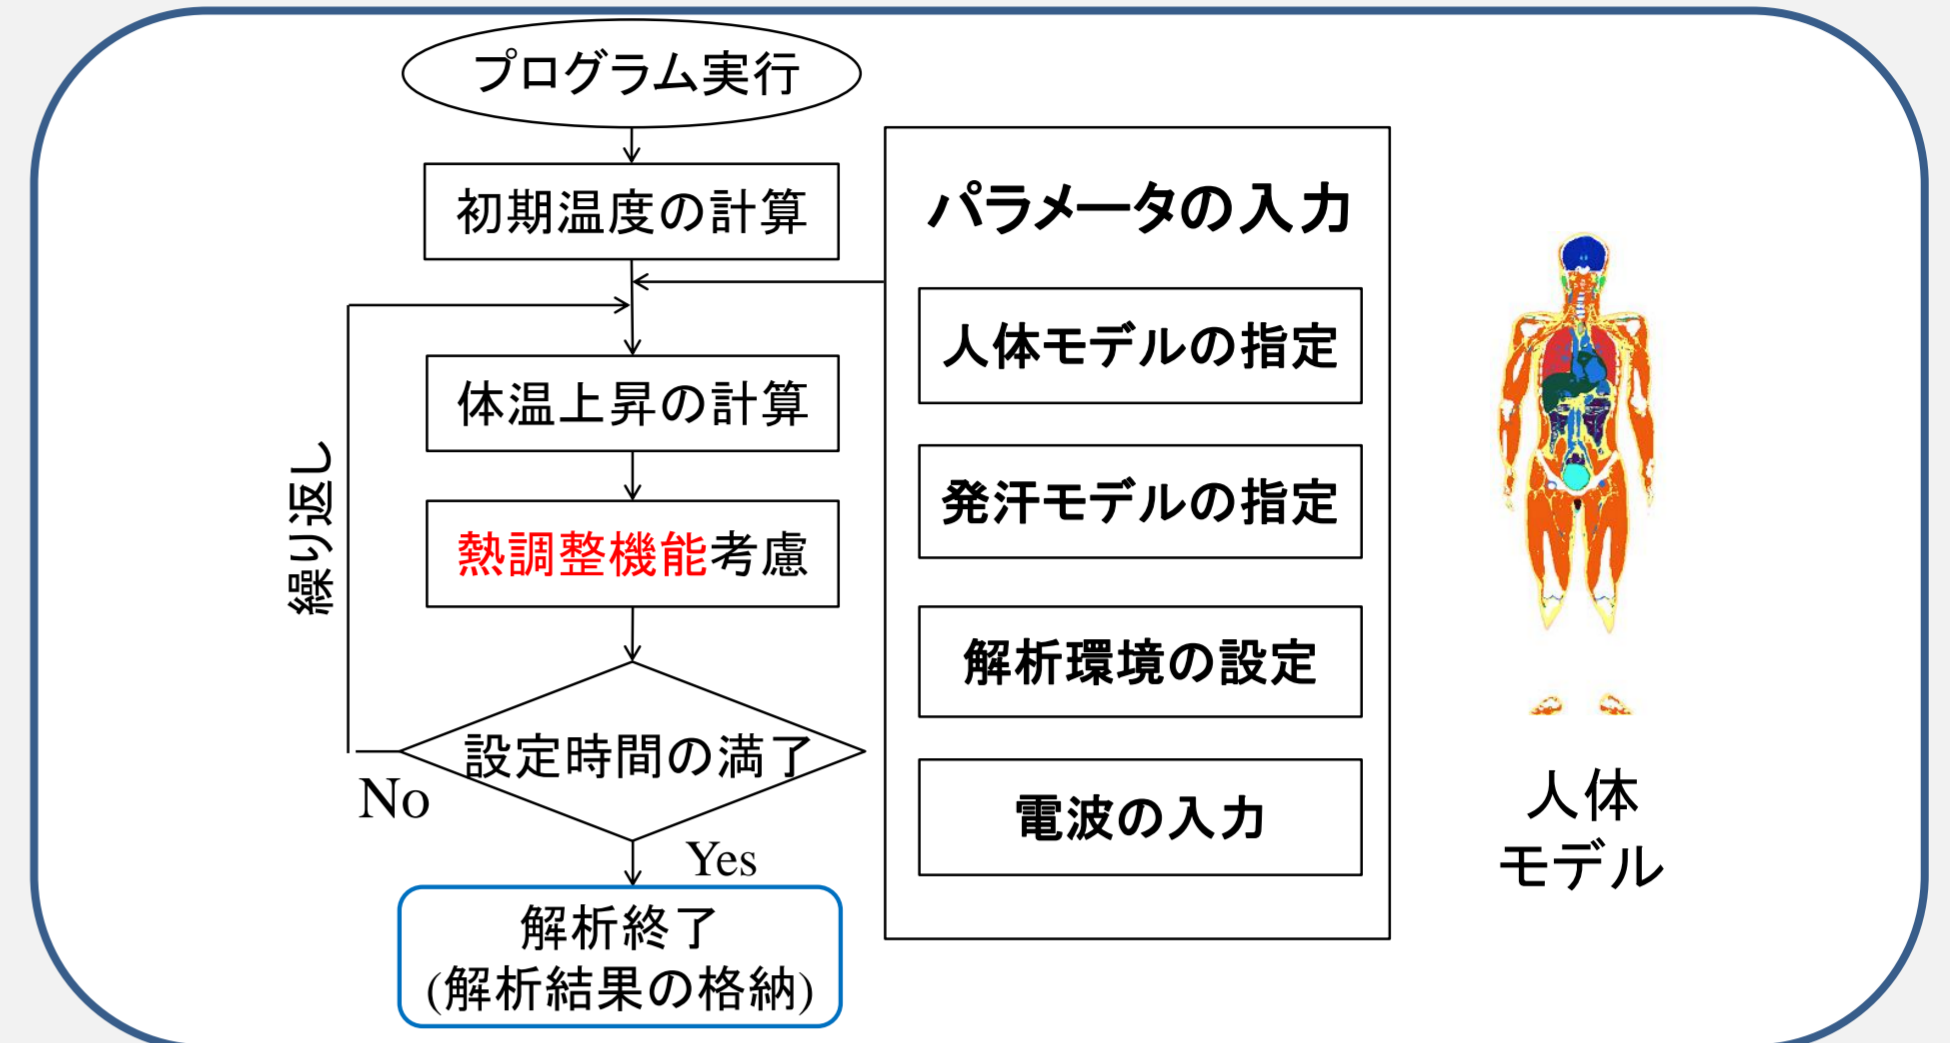 プログラム実行
初期温度の計算
体温上昇の計算
熱調整機能考慮
繰り返し
設定時間の満了
No
Yes
解析終了
(解析結果の格納)
パラメータの入力
人体モデルの指定
発汗モデルの指定
解析環境の設定
電波の入力
人体
モデル